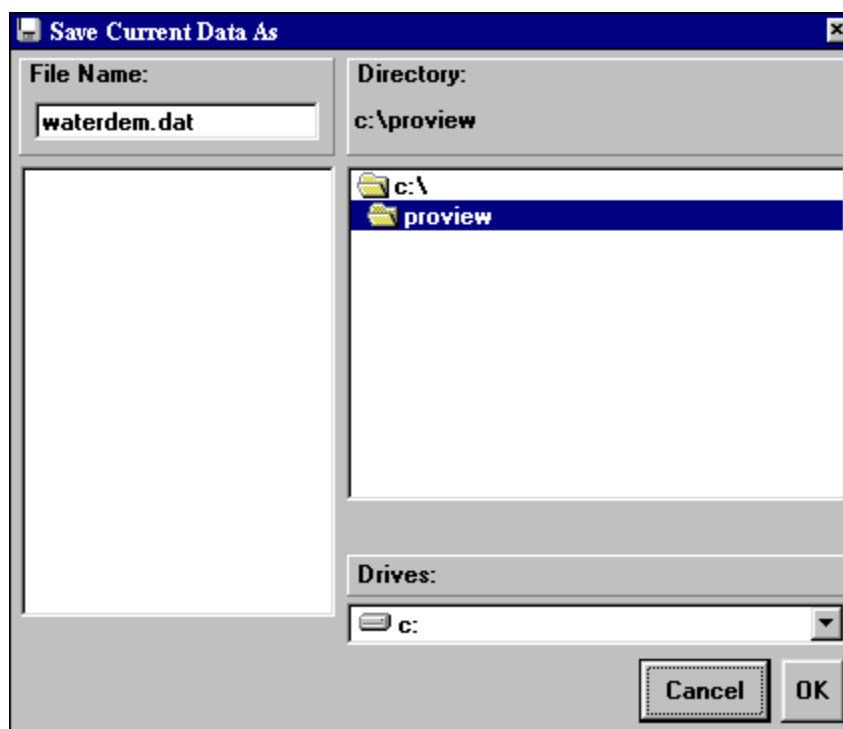 Save Current Data As
File Name:
waterdem.dat
Directory:
c:\proview
c:\
proview
Drives:
c:
Cancel
OK